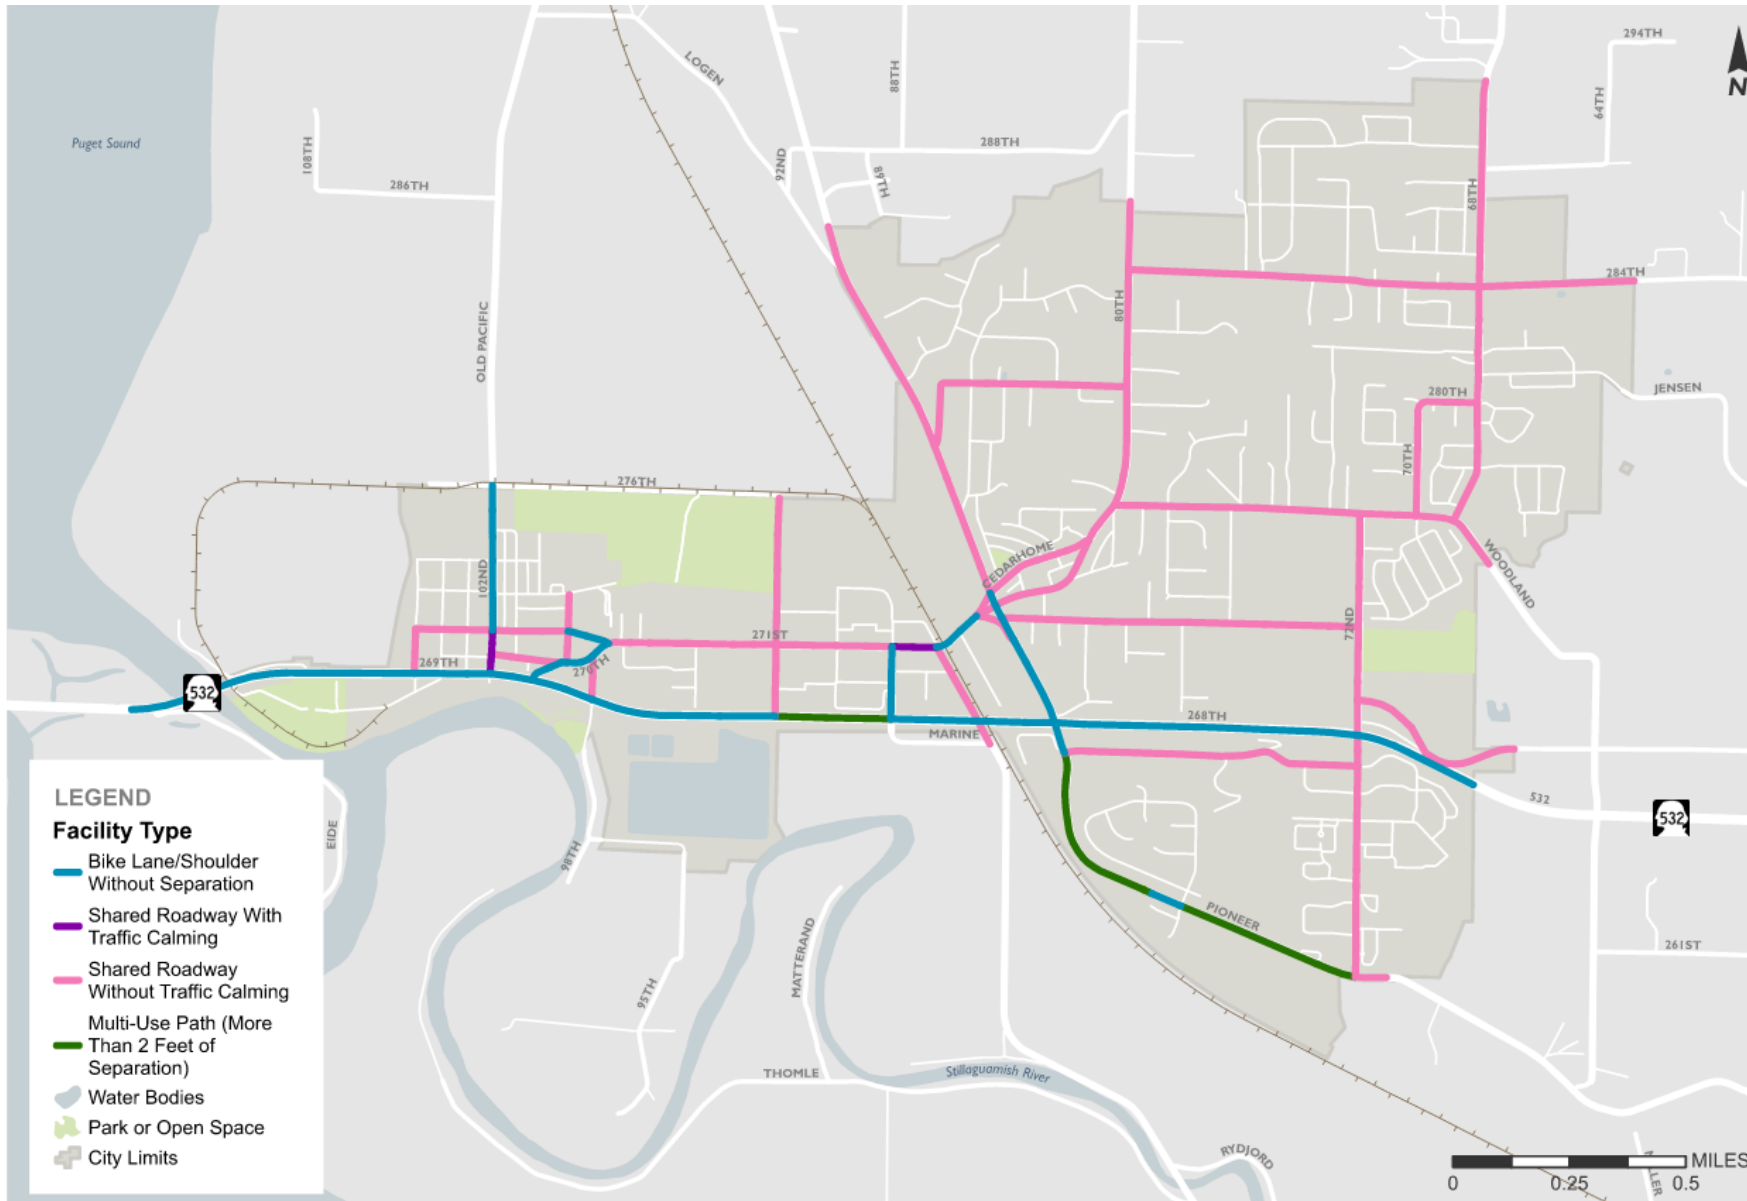 294TH
LOGEN
88TH
64TH
N
Puget Sound
108TH
288TH
92ND
89TH
286TH
68TH
284TH
80TH
OLD PACIFIC
JENSEN
280TH
70TH
276TH
CEDARHOME
WOODLAND
102ND
271ST
72ND
269TH
270TH
532
268TH
MARINE
532
532
LEGEND
Facility Type
Bike Lane/Shoulder
Without Separation
Shared Roadway With
Traffic Calming
Shared Roadway
Without Traffic Calming
Multi-Use Path (More
Than 2 Feet of
Separation)
Water Bodies
Park or Open Space
City Limits
EIDE
98TH
PIONEER
261ST
MATTERAND
95TH
THOMLE
Stillaguamish River
RYDJORD
MILES
0 0.25 0.5